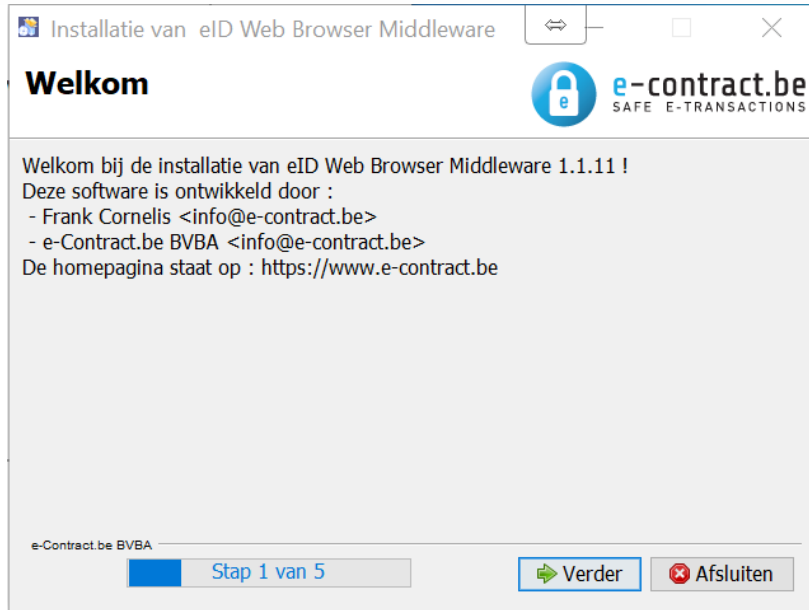 Installatie van eID Web Browser Middleware
Welkom
e
e-contract.be
SAFE E-TRANSACTIONS
Welkom bij de installatie van eID Web Browser Middleware 1.1.11 !
Deze software is ontwikkeld door :
- Frank Cornelis <info@e-contract.be>
- e-Contract.be BVBA <info@e-contract.be>
De homepagina staat op : https://www.e-contract.be
e-Contract.be BVBA
Stap 1 van 5
Verder
Afsluiten